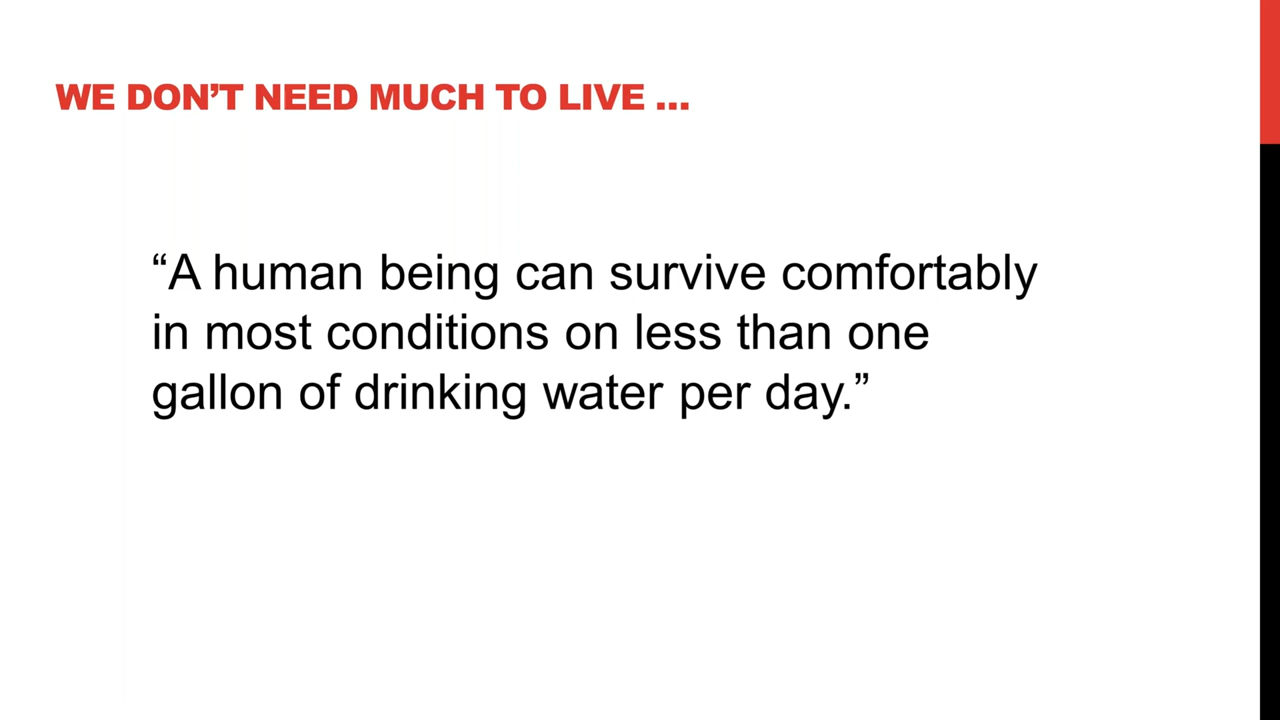 WE DON’T NEED MUCH TO LIVE …
“A human being can survive comfortably
in most conditions on less than one
gallon of drinking water per day.”